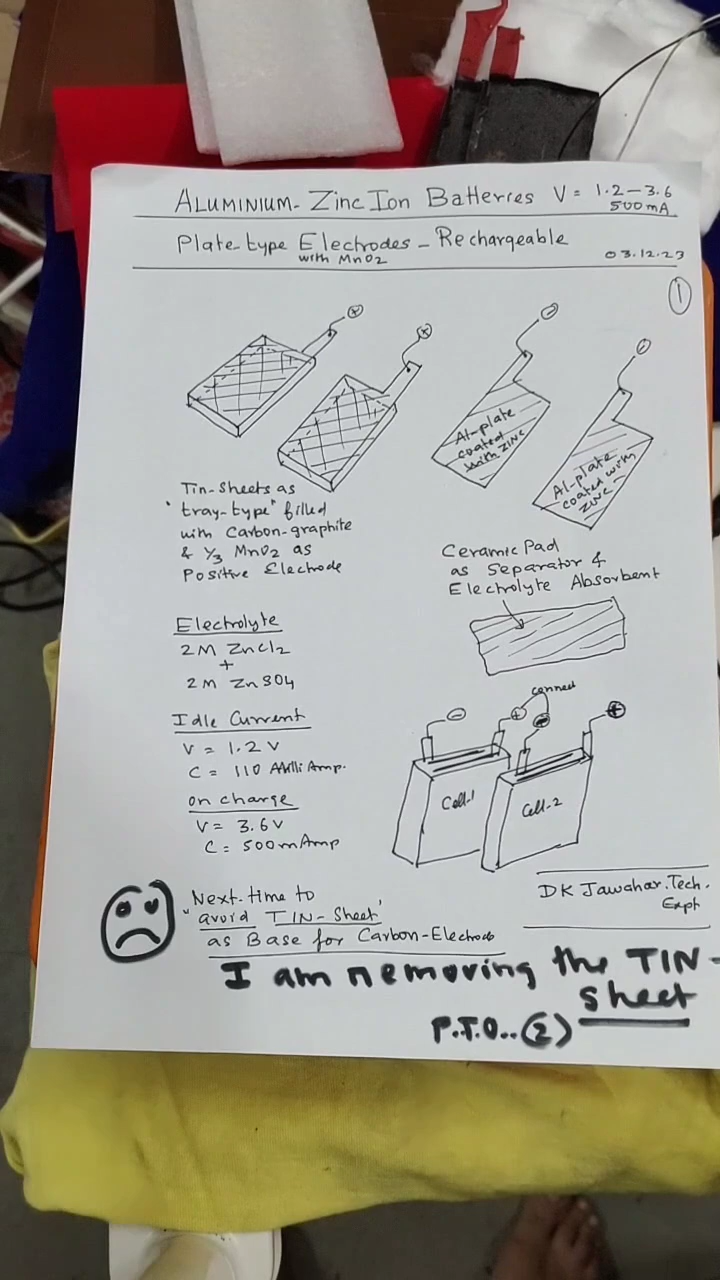 ALUMINIUM-Zinc Ion Batteries V = 1.2-3.6
500mA
Plate-type Electrodes-Rechargeable
with MnO2
03.12.23
1
+
+
-
-
Al-plate
coated
with ZINC
Al-plate
coated with
ZINC
Tin-sheets as
"tray-type" filled
with Carbon-graphite
& 1/3 MnO2 as
Positive Electrode
Ceramic Pad
as Separator &
Electrolyte Absorbent
Electrolyte
2M ZnCl2
+
2M ZnSO4
Idle Current
V = 1.2 V
C = 110 Milli Amp.
on charge
V = 3.6V
C = 500mAmp
connect
-
+
-
+
Cell-1
Cell-2
DK Jawahar.Tech.
Expt
Next-time to
"avoid TIN-Sheet"
as Base for Carbon-Electrode
I am removing the TIN-
sheet
P.T.O..(2)